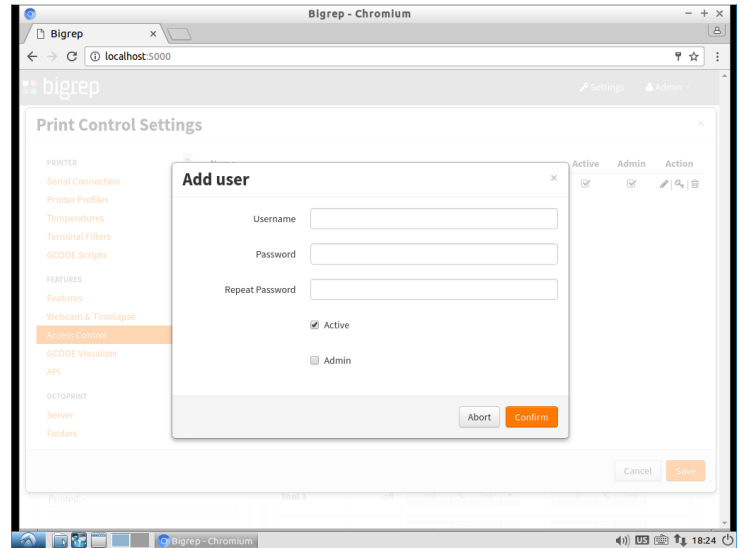 Bigrep - Chromium
Bigrep
localhost:5000
bigrep
Settings Admin
Print Control Settings
PRINTER
Serial Connection
Printer Profiles
Temperatures
Terminal Filters
GCODE Scripts
FEATURES
Features
Webcam & Timelapse
Access Control
GCODE Visualizer
API
OCTOPRINT
Server
Folders
Name Active Admin Action
Add user
Username
Password
Repeat Password
Active
Admin
Abort Confirm
Cancel Save
Printed: -
Tool 1 off
Bigrep - Chromium
US
18:24